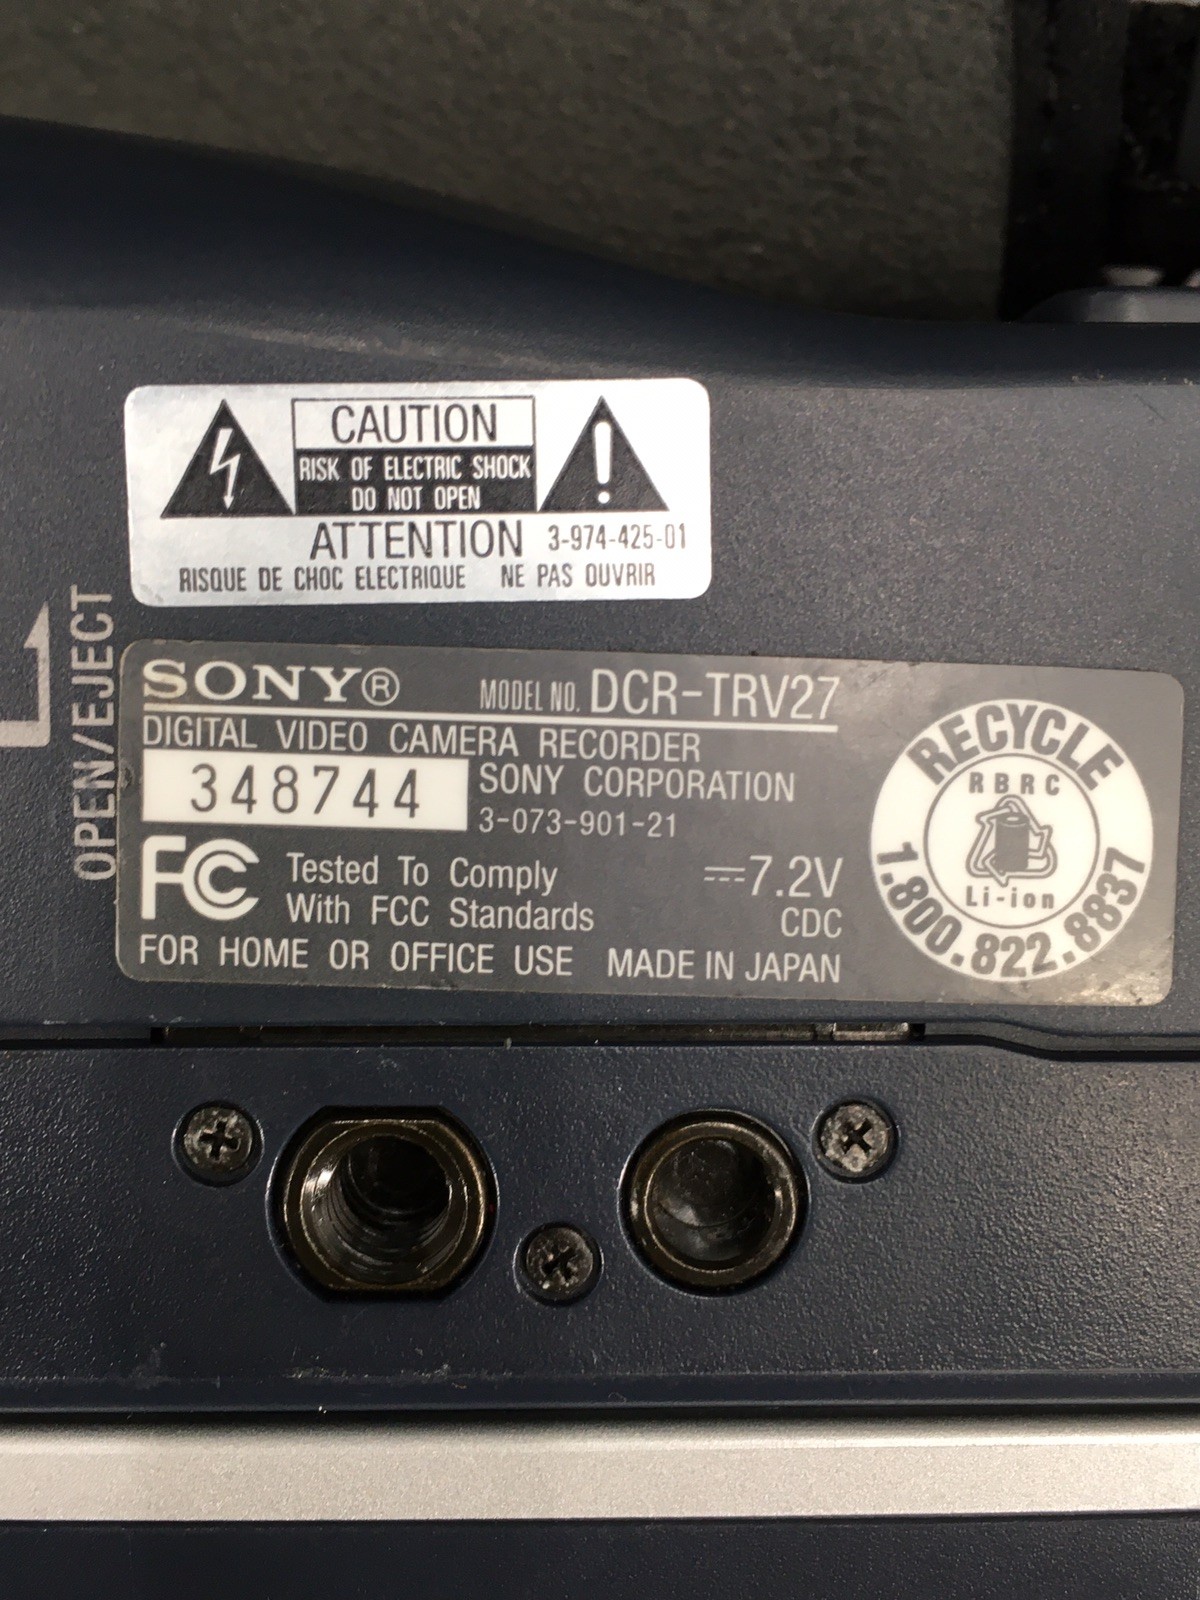 CAUTION
RISK OF ELECTRIC SHOCK
DO NOT OPEN
ATTENTION 3-974-425-01
RISQUE DE CHOC ELECTRIQUE NE PAS OUVRIR
OPEN/EJECT
SONY® MODEL NO. DCR-TRV27
DIGITAL VIDEO CAMERA RECORDER
348744 SONY CORPORATION
3-073-901-21
FC Tested To Comply
With FCC Standards
⎓7.2V
CDC
FOR HOME OR OFFICE USE MADE IN JAPAN
RECYCLE
RBRC
Li-ion
1.800.822.8837